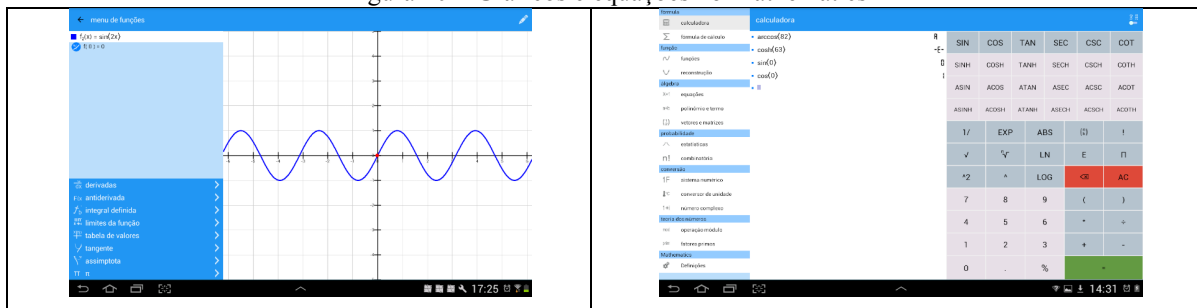 menu de funções
f₁(x) = sin(2x)
f( 0 ) = 0
derivadas
F(x) antiderivada
integral definida
limites da função
tabela de valores
tangente
assimptota
π
17:25
fórmula
calculadora
fórmula de calculo
função
funções
reconstrução
algebra
equações
polinômio e termo
vetores e matrizes
probabilidade
estatísticas
n! combinatória
conversão
sistema numérico
conversor de unidade
número complexo
teoria dos números
operação módulo
fatores primos
Mathematics
Definições
calculadora
arccos(82)
cosh(63) -E-
sin(0) 0
cos(0) 1
SIN COS TAN SEC CSC COT
SINH COSH TANH SECH CSCH COTH
ASIN ACOS ATAN ASEC ACSC ACOT
ASINH ACOSH ATANH ASECH ACSCH ACOTH
1/ EXP ABS !
√ ⁿ√ LN E Π
^2 ^ LOG AC
7 8 9 ( )
4 5 6 * ÷
1 2 3 + -
0 . % =
14:31